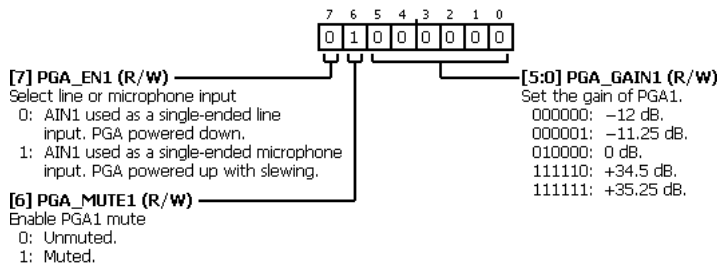 7 6 5 4 3 2 1 0
0 1 0 0 0 0 0 0
[7] PGA_EN1 (R/W)
Select line or microphone input
0: AIN1 used as a single-ended line
input. PGA powered down.
1: AIN1 used as a single-ended microphone
input. PGA powered up with slewing.
[6] PGA_MUTE1 (R/W)
Enable PGA1 mute
0: Unmuted.
1: Muted.
[5:0] PGA_GAIN1 (R/W)
Set the gain of PGA1.
000000: −12 dB.
000001: −11.25 dB.
010000: 0 dB.
111110: +34.5 dB.
111111: +35.25 dB.